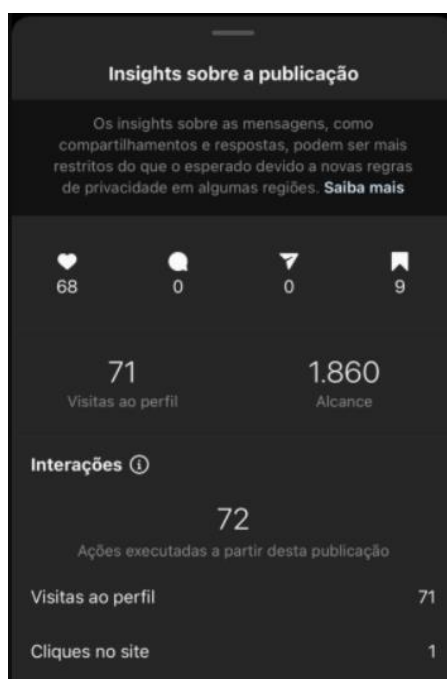 Insights sobre a publicação
Os insights sobre as mensagens, como
compartilhamentos e respostas, podem ser mais
restritos do que o esperado devido a novas regras
de privacidade em algumas regiões. Saiba mais
68 0 0 9
71 1.860
Visitas ao perfil Alcance
Interações
72
Ações executadas a partir desta publicação
Visitas ao perfil 71
Cliques no site 1